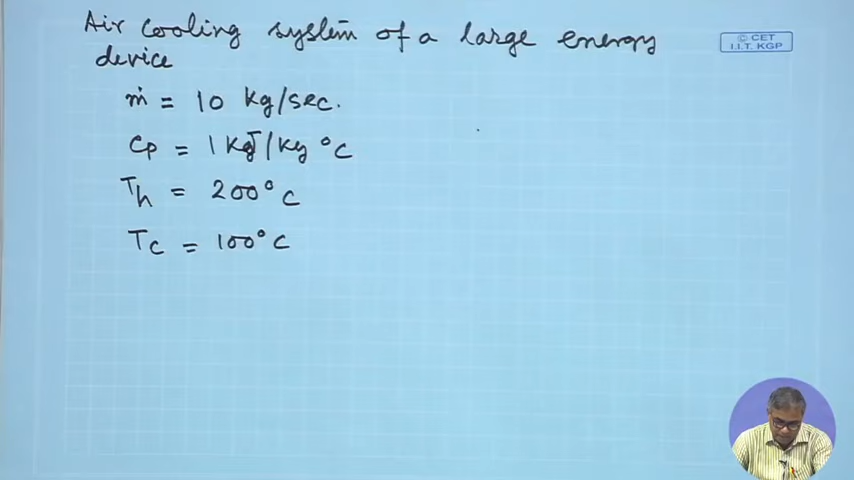 Air cooling system of a large energy
device
© CET
I.I.T. KGP
ṁ = 10 kg/sec.
Cp = 1 KJ/Kg °C
Th = 200°C
Tc = 100°C